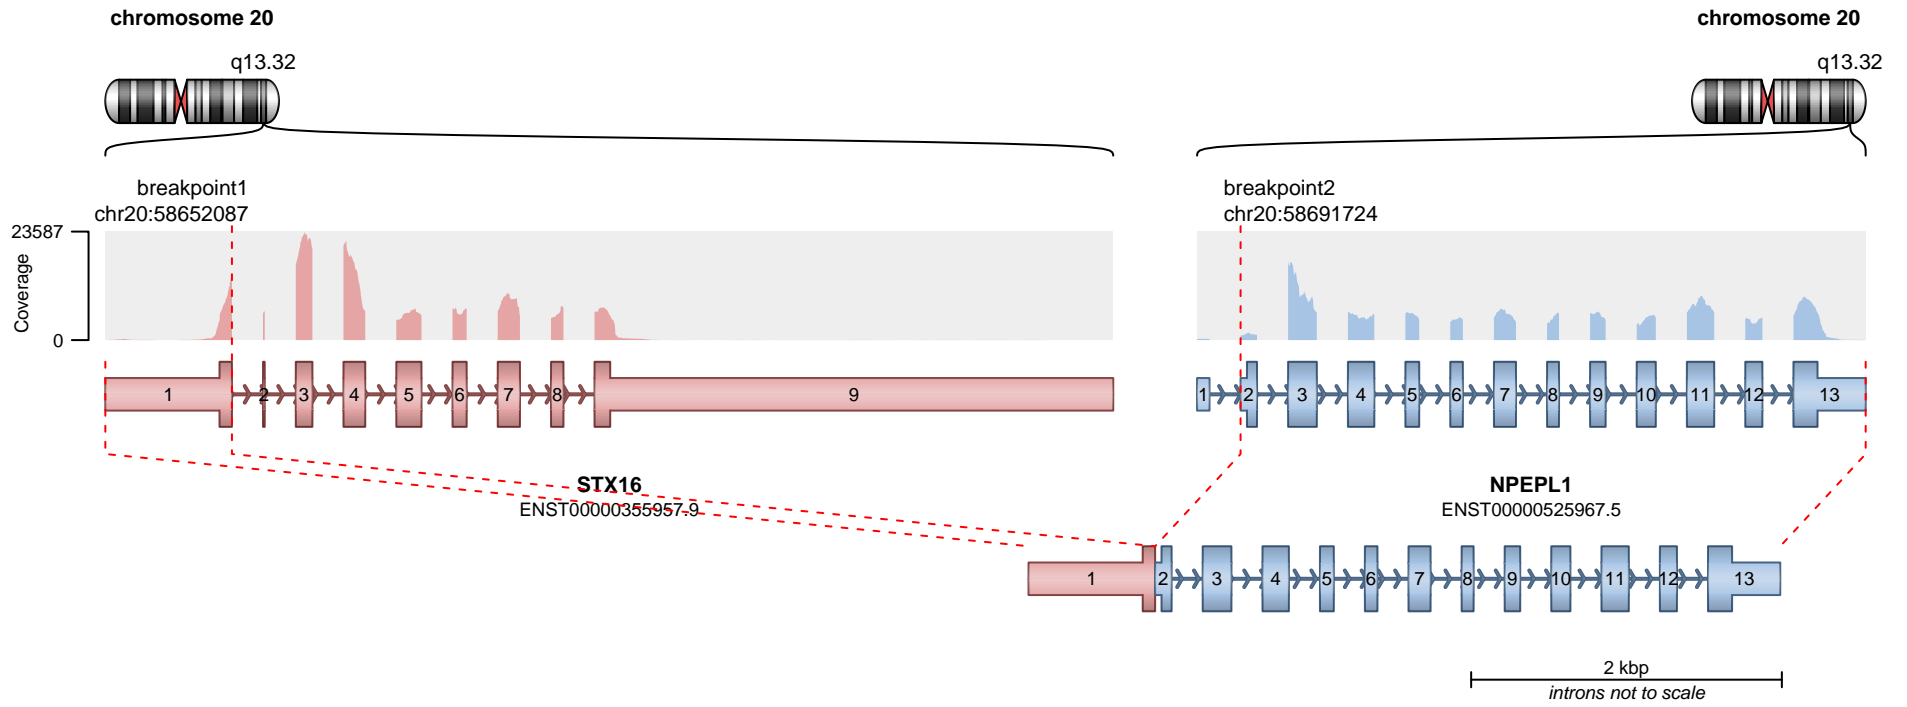 chromosome 20
chromosome 20
q13.32
q13.32
breakpoint1
chr20:58652087
breakpoint2
chr20:58691724
23587
Coverage
0
1 2 3 4 5 6 7 8 9
1 2 3 4 5 6 7 8 9 10 11 12 13
STX16
ENST00000355957.9
NPEPL1
ENST00000525967.5
1 2 3 4 5 6 7 8 9 10 11 12 13
2 kbp
introns not to scale